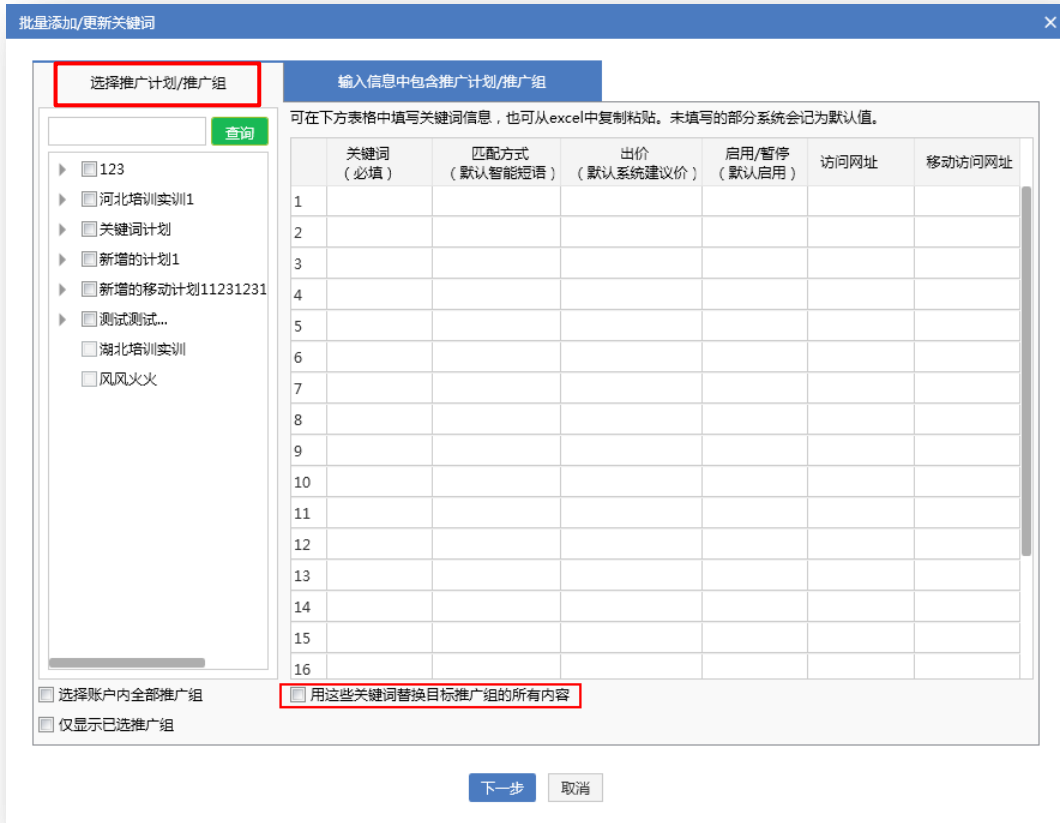 批量添加/更新关键词
选择推广计划/推广组
输入信息中包含推广计划/推广组
查询
123
河北培训实训1
关键词计划
新增的计划1
新增的移动计划11231231
测试测试...
湖北培训实训
风风火火
可在下方表格中填写关键词信息，也可从excel中复制粘贴。未填写的部分系统会记为默认值。
关键词
（必填）
匹配方式
（默认智能短语）
出价
（默认系统建议价）
启用/暂停
（默认启用）
访问网址
移动访问网址
1
2
3
4
5
6
7
8
9
10
11
12
13
14
15
16
选择账户内全部推广组
用这些关键词替换目标推广组的所有内容
仅显示已选推广组
下一步
取消